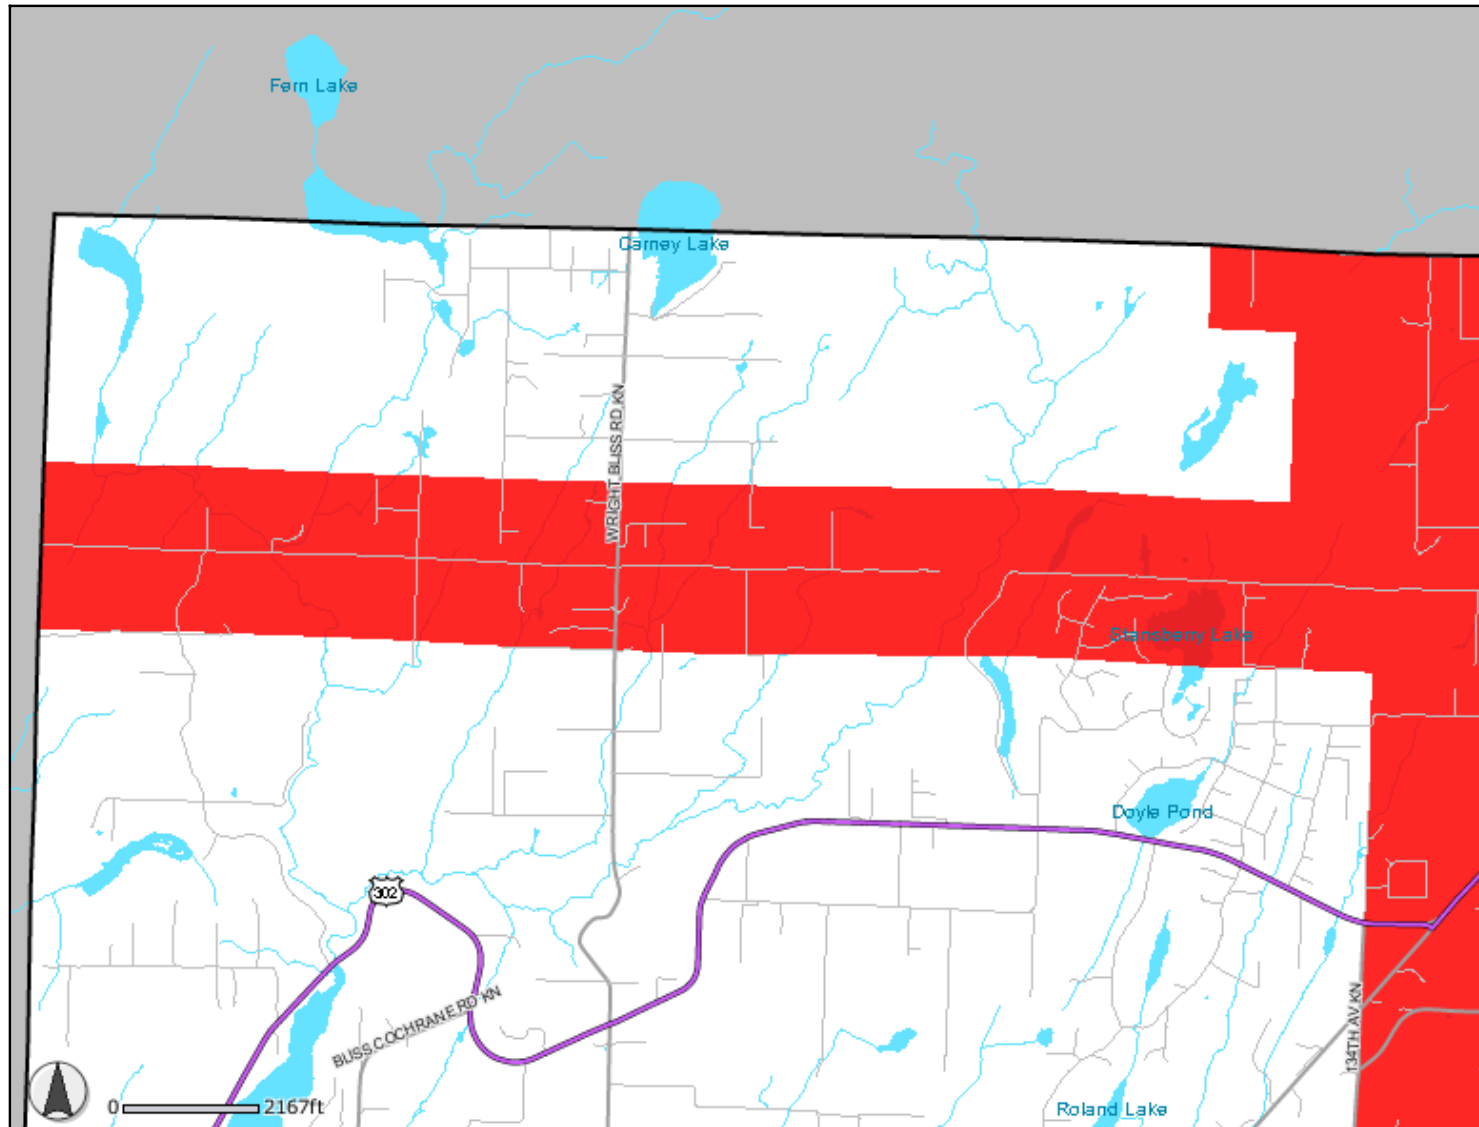 Fern Lake
Carney Lake
WRIGHT BLISS RD KN
Stansberry Lake
Doyle Pond
302
BLISS COCHRANE RD KN
134TH AV KN
0 2167ft
Roland Lake